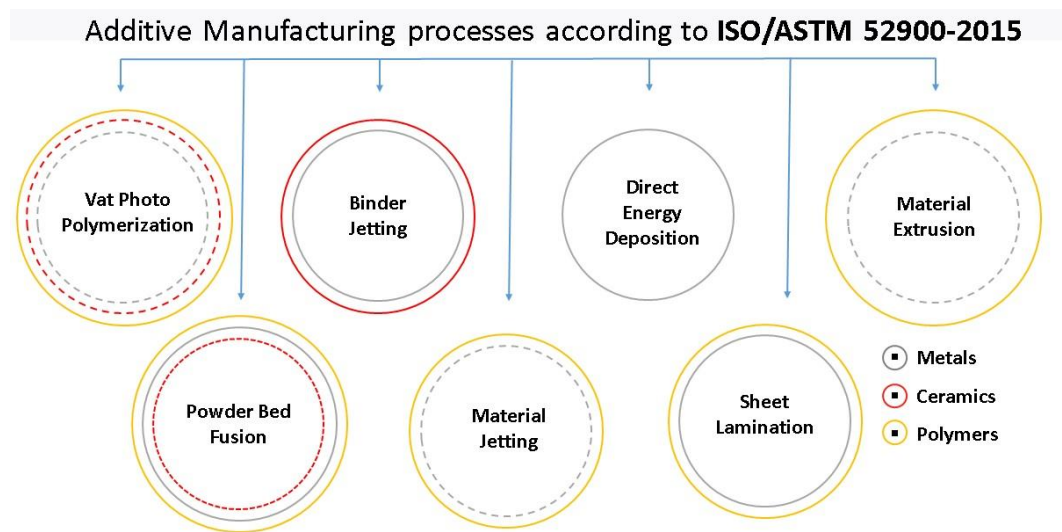 Additive Manufacturing processes according to ISO/ASTM 52900-2015
Vat Photo
Polymerization
Binder
Jetting
Direct
Energy
Deposition
Material
Extrusion
Powder Bed
Fusion
Material
Jetting
Sheet
Lamination
Metals
Ceramics
Polymers